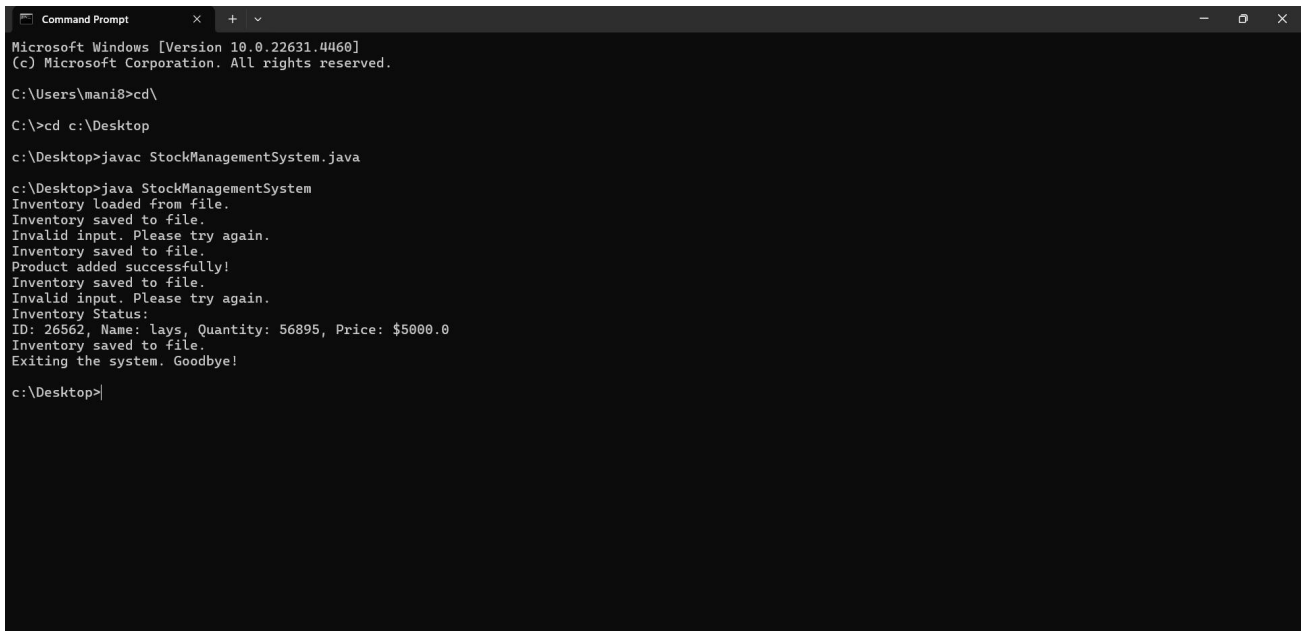 Command Prompt
Microsoft Windows [Version 10.0.22631.4460]
(c) Microsoft Corporation. All rights reserved.
C:\Users\mani8>cd\
C:\>cd c:\Desktop
c:\Desktop>javac StockManagementSystem.java
c:\Desktop>java StockManagementSystem
Inventory loaded from file.
Inventory saved to file.
Invalid input. Please try again.
Inventory saved to file.
Product added successfully!
Inventory saved to file.
Invalid input. Please try again.
Inventory Status:
ID: 26562, Name: lays, Quantity: 56895, Price: $5000.0
Inventory saved to file.
Exiting the system. Goodbye!
c:\Desktop>